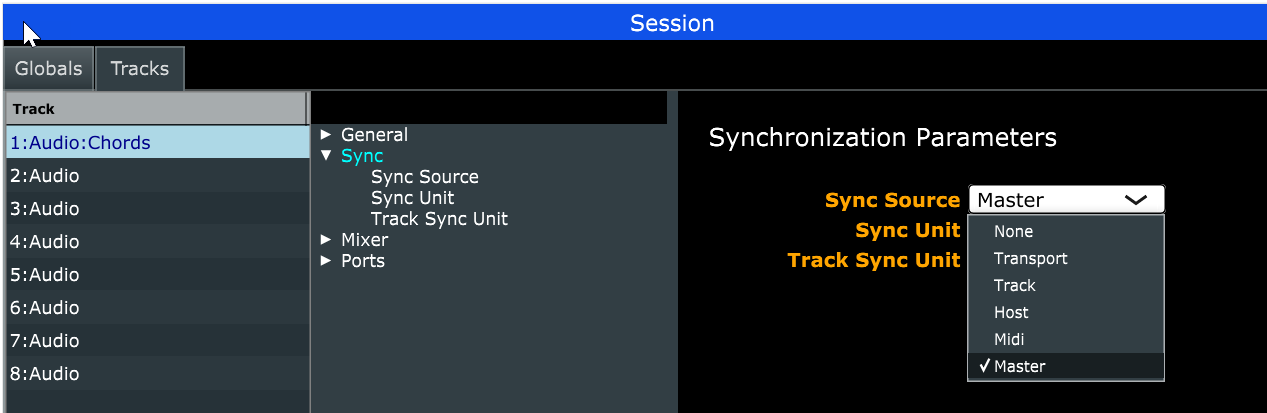 Session
Globals Tracks
Track
1:Audio:Chords
2:Audio
3:Audio
4:Audio
5:Audio
6:Audio
7:Audio
8:Audio
General
Sync
Sync Source
Sync Unit
Track Sync Unit
Mixer
Ports
Synchronization Parameters
Sync Source Master
Sync Unit
Track Sync Unit
None
Transport
Track
Host
Midi
Master